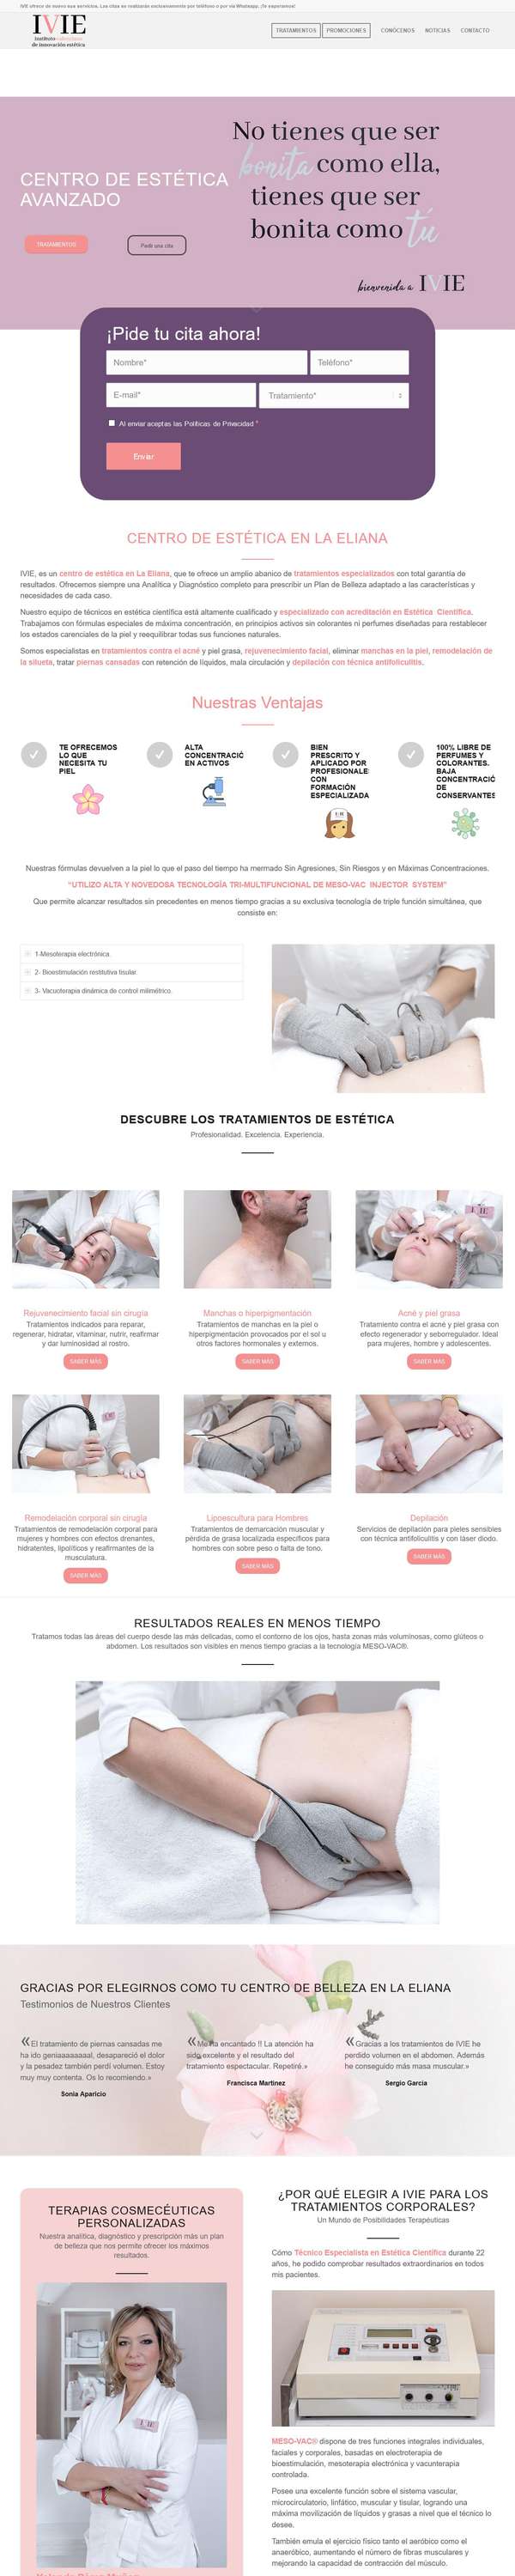 IVIE ofrece de nuevo sus servicios. Las citas se realizarán exclusivamente por teléfono o por vía Whatsapp. ¡Te esperamos!
IVIE
instituto valenciano
de innovación estética
TRATAMIENTOS
PROMOCIONES
CONÓCENOS
NOTICIAS
CONTACTO
CENTRO DE ESTÉTICA
AVANZADO
TRATAMIENTOS
Pedir una cita
No tienes que ser
bonita como ella,
tienes que ser
bonita como tú
bienvenida a IVIE
¡Pide tu cita ahora!
Nombre*
Teléfono*
E-mail*
Tratamiento*
Al enviar aceptas las Políticas de Privacidad *
Enviar
CENTRO DE ESTÉTICA EN LA ELIANA
IVIE, es un centro de estética en La Eliana, que te ofrece un amplio abanico de tratamientos especializados con total garantía de
resultados. Ofrecemos siempre una Analítica y Diagnóstico completo para prescribir un Plan de Belleza adaptado a las características y
necesidades de cada caso.
Nuestro equipo de técnicos en estética científica está altamente cualificado y especializado con acreditación en Estética Científica.
Trabajamos con fórmulas especiales de máxima concentración, en principios activos sin colorantes ni perfumes diseñadas para restablecer
los estados carenciales de la piel y reequilibrar todas sus funciones naturales.
Somos especialistas en tratamientos contra el acné y piel grasa, rejuvenecimiento facial, eliminar manchas en la piel, remodelación de
la silueta, tratar piernas cansadas con retención de líquidos, mala circulación y depilación con técnica antifoliculitis.
Nuestras Ventajas
TE OFRECEMOS
LO QUE
NECESITA TU
PIEL
ALTA
CONCENTRACIÓ
EN ACTIVOS
BIEN
PRESCRITO Y
APLICADO POR
PROFESIONALES
CON
FORMACIÓN
ESPECIALIZADA
100% LIBRE DE
PERFUMES Y
COLORANTES.
BAJA
CONCENTRACIÓ
DE
CONSERVANTES
Nuestras fórmulas devuelven a la piel lo que el paso del tiempo ha mermado Sin Agresiones, Sin Riesgos y en Máximas Concentraciones.
"UTILIZO ALTA Y NOVEDOSA TECNOLOGÍA TRI-MULTIFUNCIONAL DE MESO-VAC INJECTOR SYSTEM"
Que permite alcanzar resultados sin precedentes en menos tiempo gracias a su exclusiva tecnología de triple función simultánea, que
consiste en:
1-Mesoterapia electrónica
2- Bioestimulación restitutiva tisular.
3- Vacuoterapia dinámica de control milimétrico.
DESCUBRE LOS TRATAMIENTOS DE ESTÉTICA
Profesionalidad. Excelencia. Experiencia.
Rejuvenecimiento facial sin cirugía
Tratamientos indicados para reparar,
regenerar, hidratar, vitaminar, nutrir, reafirmar
y dar luminosidad al rostro.
SABER MÁS
Manchas o hiperpigmentación
Tratamientos de manchas en la piel o
hiperpigmentación provocados por el sol u
otros factores hormonales y externos.
SABER MÁS
Acné y piel grasa
Tratamiento contra el acné y piel grasa con
efecto regenerador y seborregulador. Ideal
para mujeres, hombre y adolescentes.
SABER MÁS
Remodelación corporal sin cirugía
Tratamientos de remodelación corporal para
mujeres y hombres con efectos drenantes,
hidratantes, lipolíticos y reafirmantes de la
musculatura.
SABER MÁS
Lipoescultura para Hombres
Tratamientos de demarcación muscular y
pérdida de grasa localizada específicos para
hombres con sobre peso o falta de tono.
SABER MÁS
Depilación
Servicios de depilación para pieles sensibles
con técnica antifoliculitis y con láser diodo.
SABER MÁS
RESULTADOS REALES EN MENOS TIEMPO
Tratamos todas las áreas del cuerpo desde las más delicadas, como el contorno de los ojos, hasta zonas más voluminosas, como glúteos o
abdomen. Los resultados son visibles en menos tiempo gracias a la tecnología MESO-VAC®.
GRACIAS POR ELEGIRNOS COMO TU CENTRO DE BELLEZA EN LA ELIANA
Testimonios de Nuestros Clientes
«El tratamiento de piernas cansadas me
ha ido geniaaaaaaaal, desapareció el dolor
y la pesadez también perdí volumen. Estoy
muy muy contenta. Os lo recomiendo.»
Sonia Aparicio
«Me ha encantado !! La atención ha
sido excelente y el resultado del
tratamiento espectacular. Repetiré.»
Francisca Martínez
«Gracias a los tratamientos de IVIE he
perdido volumen en el abdomen. Además
he conseguido más masa muscular.»
Sergio García
TERAPIAS COSMECÉUTICAS
PERSONALIZADAS
Nuestra analítica, diagnóstico y prescripción más un plan
de belleza que nos permite ofrecer los máximos
resultados.
¿POR QUÉ ELEGIR A IVIE PARA LOS
TRATAMIENTOS CORPORALES?
Un Mundo de Posibilidades Terapéuticas
Cómo Técnico Especialista en Estética Científica durante 22
años, he podido comprobar resultados extraordinarios en todos
mis pacientes.
MESO-VAC® dispone de tres funciones integrales individuales,
faciales y corporales, basadas en electroterapia de
bioestimulación, mesoterapia electrónica y vacunterapia
controlada.
Posee una excelente función sobre el sistema vascular,
microcirculatorio, linfático, muscular y tisular, logrando una
máxima movilización de líquidos y grasas a nivel que el técnico lo
desee.
También emula el ejercicio físico tanto el aeróbico como el
anaeróbico, aumentando el número de fibras musculares y
mejorando la capacidad de contracción del músculo.